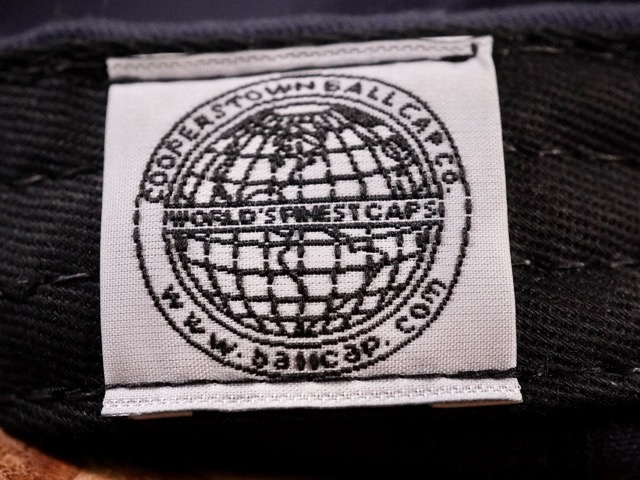 COOPERSTOWN BALL CAP Co.
WORLD'S FINEST CAPS
www.ballcap.com